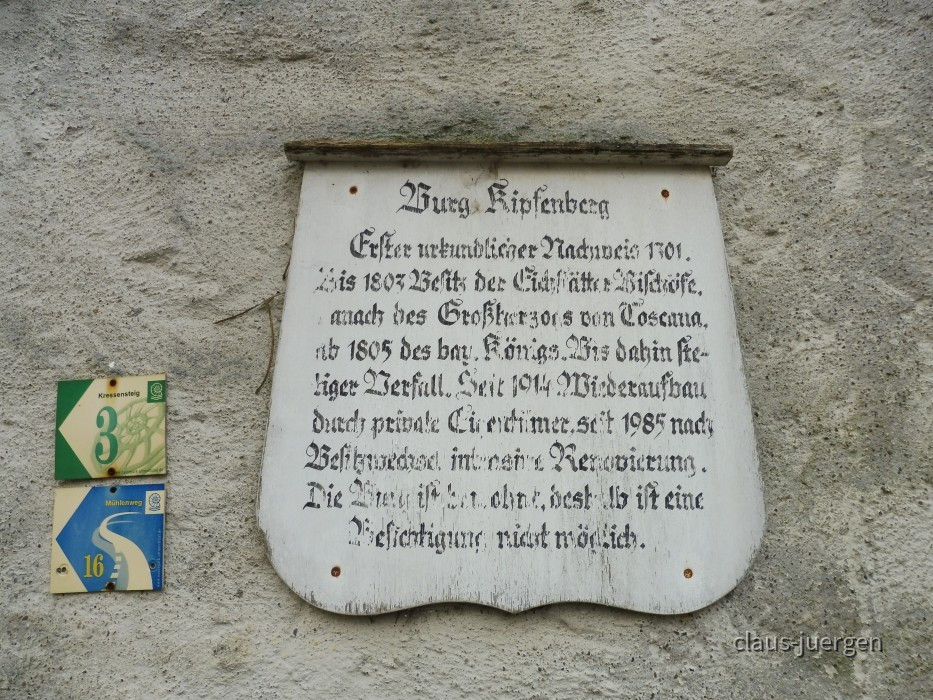 Burg Kipfenberg
Erster urkundlicher Nachweis 1301.
Bis 1803 Besitz der Eichstätter Bischöfe.
danach des Großherzogs von Toscana,
ab 1805 des bay. Königs. Bis dahin ste-
tiger Verfall. Seit 1914 Wiederaufbau
durch private Eigentümer, seit 1985 nach
Besitzwechsel intensive Renovierung.
Die Burg ist bewohnt, deshalb ist eine
Besichtigung nicht möglich.
Kressensteig
3
Mühlenweg
16
claus-juergen